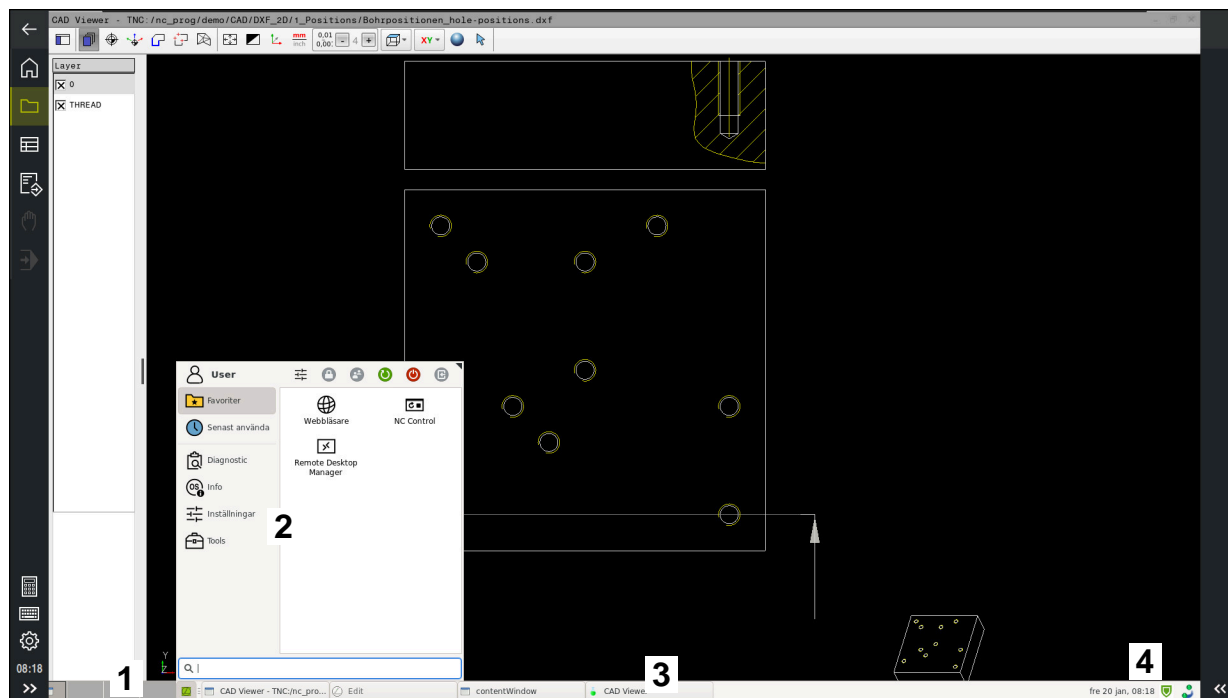 CAD Viewer - TNC:/nc_prog/demo/CAD/DXF_2D/1_Positions/Bohrpositionen_hole-positions.dxf
mm
inch
0,01
0,00:
- 4 +
XY
Layer
0
THREAD
User
Favoriter
Senast använda
Diagnostic
Info
Inställningar
Tools
Webbläsare
NC Control
Remote Desktop
Manager
OS
2
Y
Z
08:18
1
CAD Viewer - TNC:/nc_pro...
Edit
contentWindow
CAD Viewe
3
4
fre 20 jan, 08:18